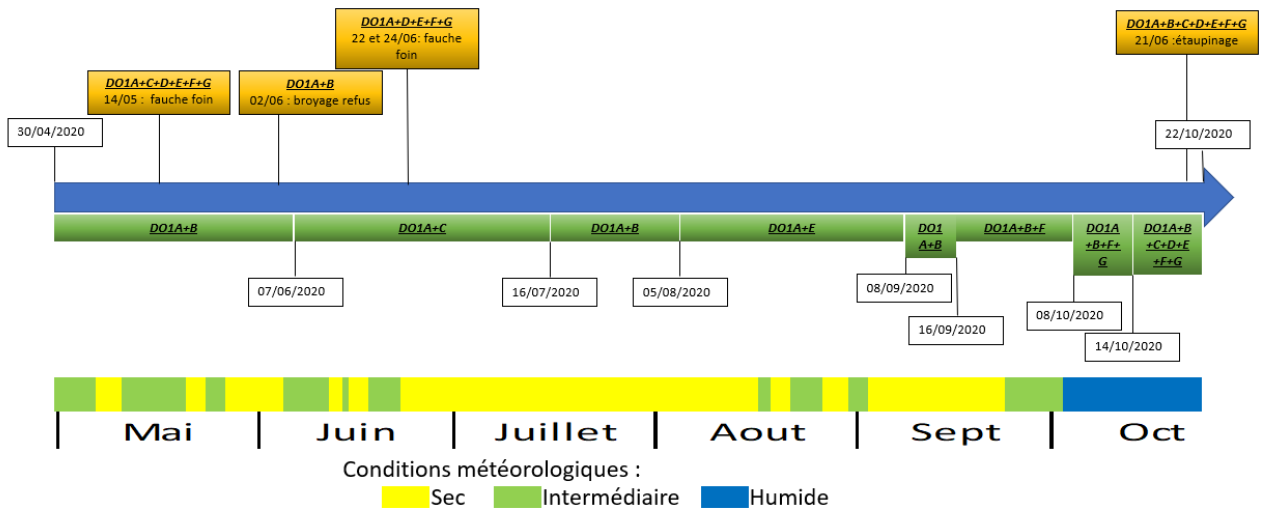 DO1A+D+E+F+G
22 et 24/06: fauche
foin
DO1A+B+C+D+E+F+G
21/06 :étaupinage
DO1A+C+D+E+F+G
14/05 : fauche foin
DO1A+B
02/06 : broyage refus
30/04/2020
22/10/2020
DO1A+B
DO1A+C
DO1A+B
DO1A+E
DO1
A+B
DO1A+B+F
DO1A
+B+F+
G
DO1A+B
+C+D+E
+F+G
07/06/2020
16/07/2020
05/08/2020
08/09/2020
16/09/2020
08/10/2020
14/10/2020
Mai
Juin
Juillet
Aout
Sept
Oct
Conditions météorologiques :
Sec
Intermédiaire
Humide